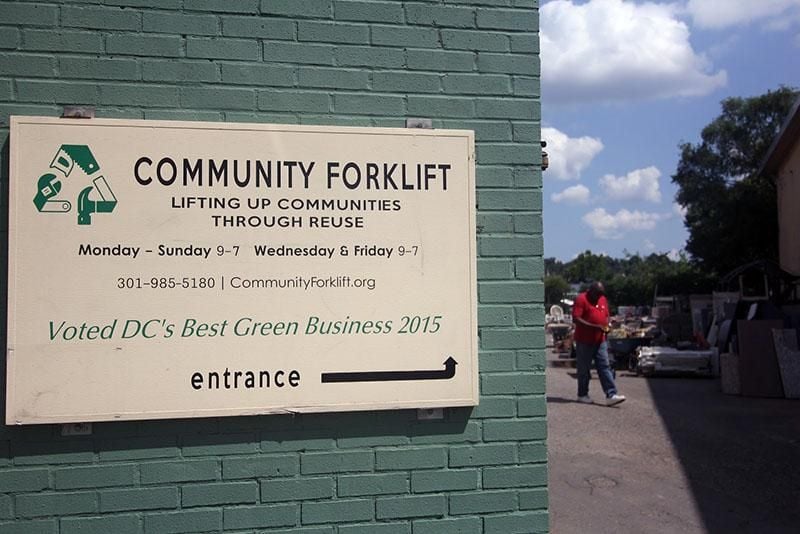 COMMUNITY FORKLIFT
LIFTING UP COMMUNITIES
THROUGH REUSE
Monday – Sunday 9-7 Wednesday & Friday 9-7
301-985-5180 | CommunityForklift.org
Voted DC's Best Green Business 2015
entrance